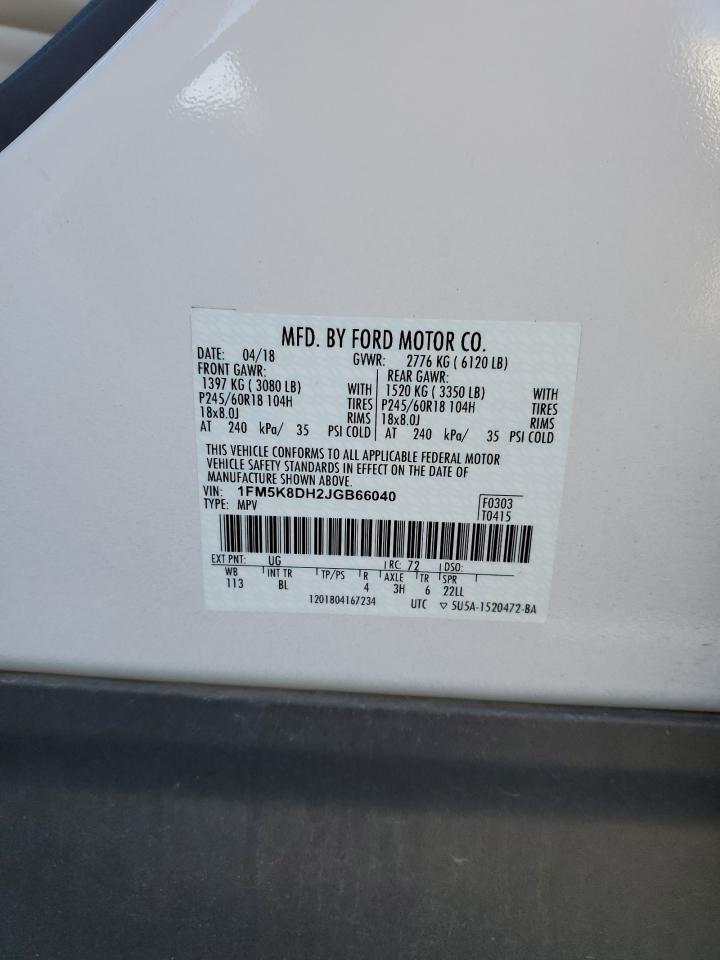 MFD. BY FORD MOTOR CO.
DATE: 04/18 GVWR: 2776 KG ( 6120 LB)
FRONT GAWR: REAR GAWR:
1397 KG ( 3080 LB) WITH 1520 KG ( 3350 LB) WITH
P245/60R18 104H TIRES P245/60R18 104H TIRES
18x8.0J RIMS 18x8.0J RIMS
AT 240 kPa/ 35 PSI COLD AT 240 kPa/ 35 PSI COLD
THIS VEHICLE CONFORMS TO ALL APPLICABLE FEDERAL MOTOR
VEHICLE SAFETY STANDARDS IN EFFECT ON THE DATE OF
MANUFACTURE SHOWN ABOVE.
VIN: 1FM5K8DH2JGB66040 F0303
TYPE: MPV T0415
EXT PNT: UG RC: 72 DSO:
WB INT TR TP/PS R AXLE TR SPR
113 BL 4 3H 6 22LL
1201804167234 UTC ▽ 5U5A-1520472-BA